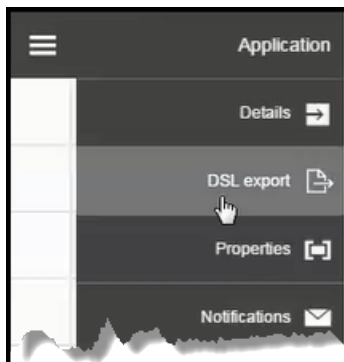 Application
Details
DSL export
Properties
Notifications